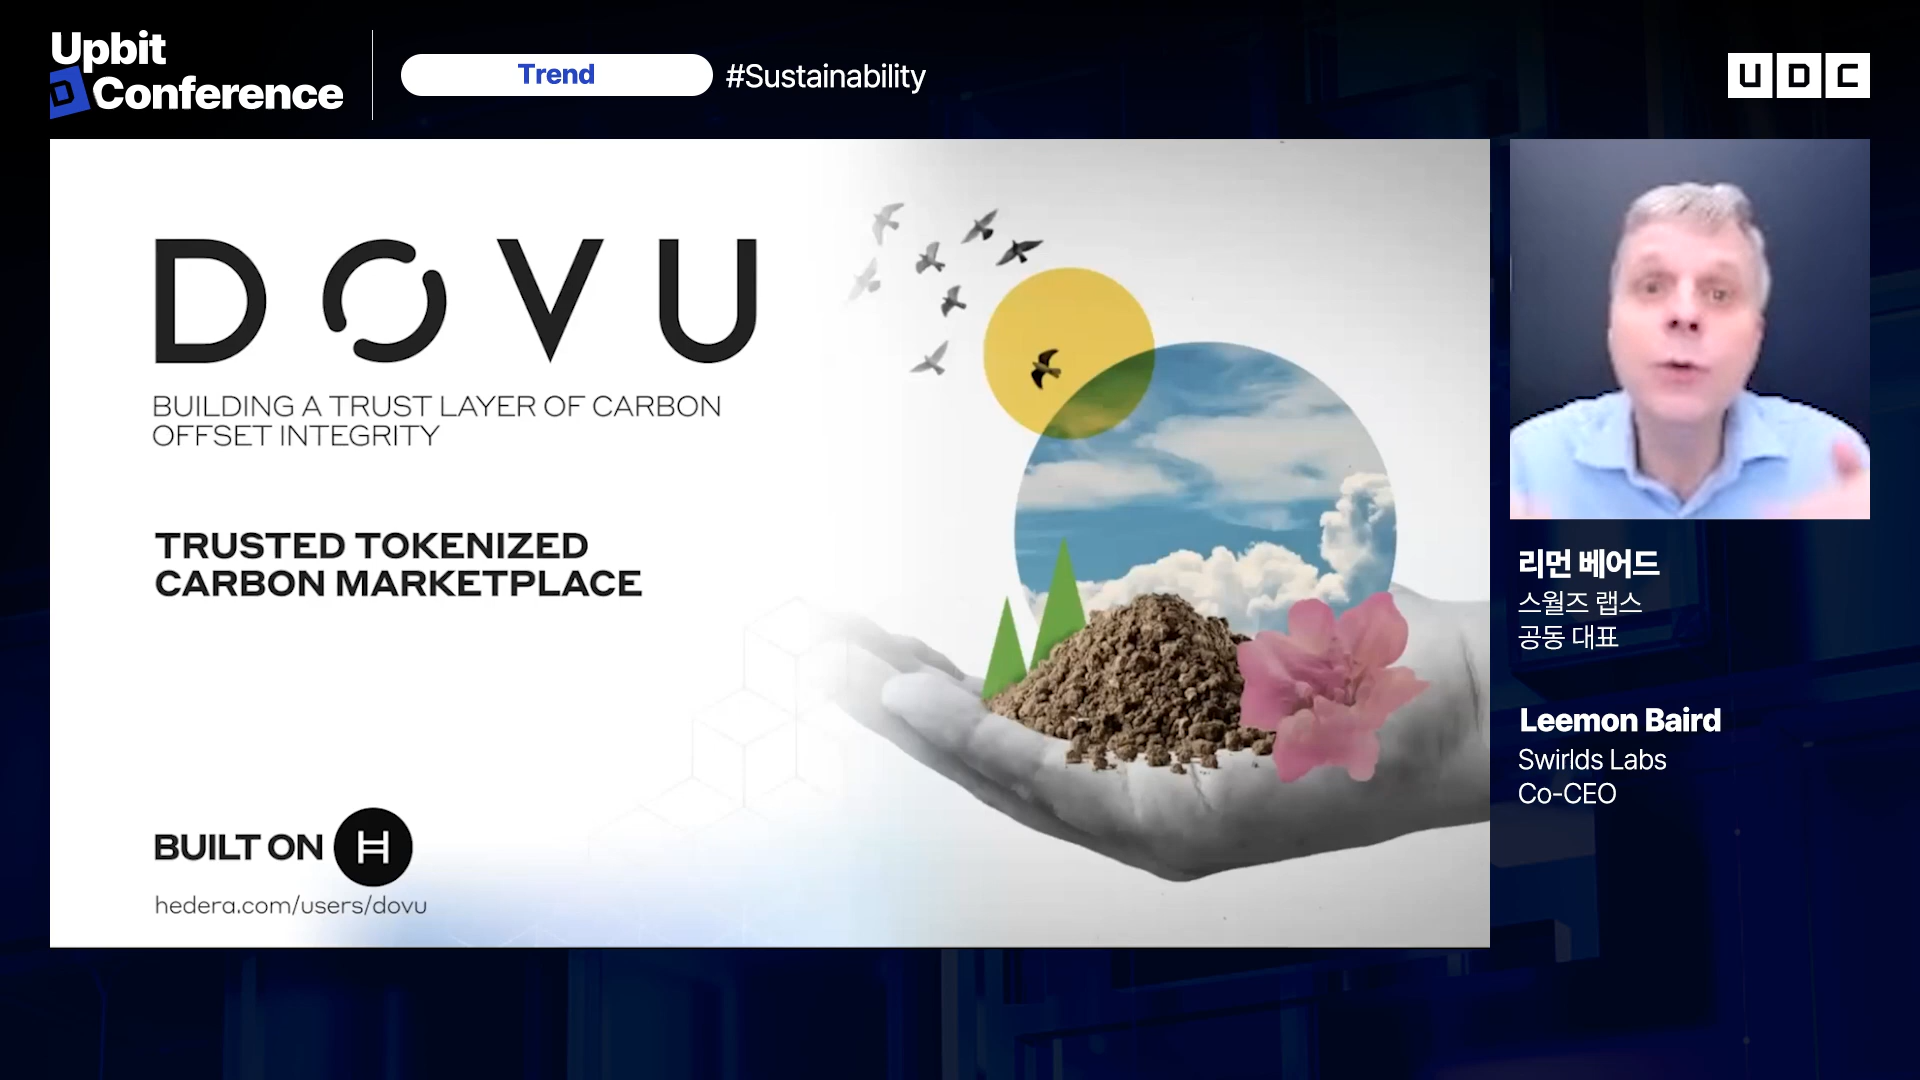 Upbit
D Conference
Trend
#Sustainability
UDC
DOVU
BUILDING A TRUST LAYER OF CARBON
OFFSET INTEGRITY
TRUSTED TOKENIZED
CARBON MARKETPLACE
BUILT ON H
hedera.com/users/dovu
리먼 베어드
스월즈 랩스
공동 대표
Leemon Baird
Swirlds Labs
Co-CEO